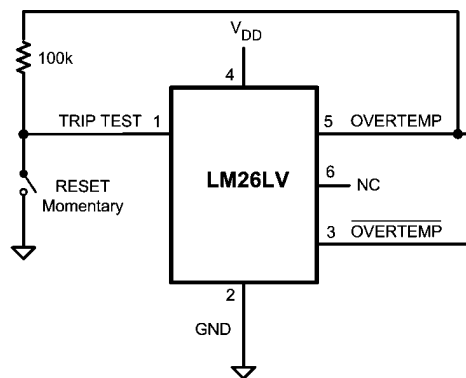 V_DD
100k
4
TRIP TEST 1
5 OVERTEMP
LM26LV
6 NC
RESET
Momentary
3 OVERTEMP
2
GND